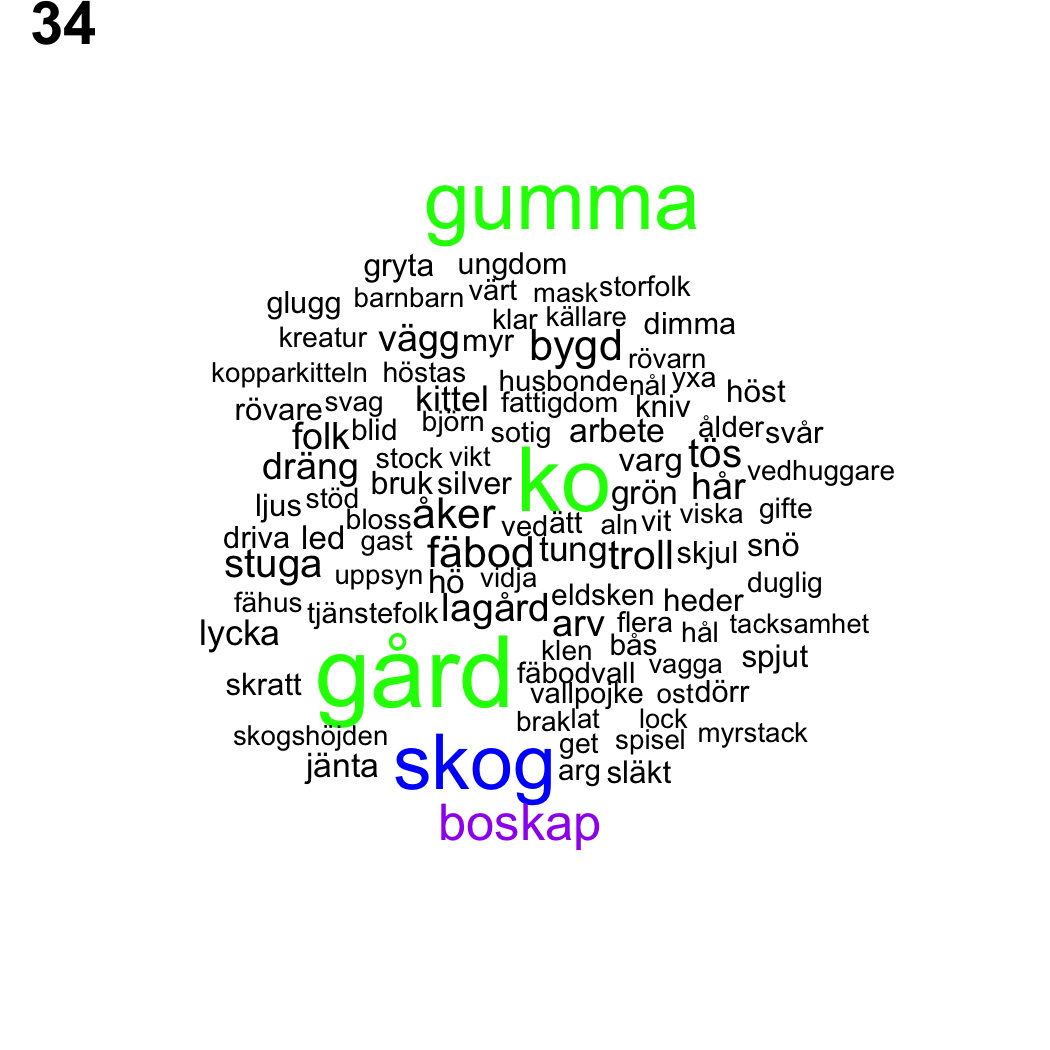 34
gumma
gryta ungdom
glugg barnbarn värt mask storfolk
kreatur vägg myr klar källare bygd dimma rövarn
kopparkitteln höstas husbonde nål yxa höst
rövare svag kittel fattigdom kniv
folk blid björn sotig arbete ålder svår
dräng stock vikt ko varg tös vedhuggare
bruk silver grön hår
ljus stöd bloss åker ved ätt aln vit viska gifte
driva led gast fäbod tung troll skjul snö
stuga uppsyn hö vidja duglig
fähus tjänstefolk lagård eldsken heder
lycka arv flera hål tacksamhet
klen bås
skratt gård fäbodvall vagga spjut
vallpojke ost dörr
skogshöjden brak lat lock myrstack
jänta skog get spisel
arg släkt
boskap